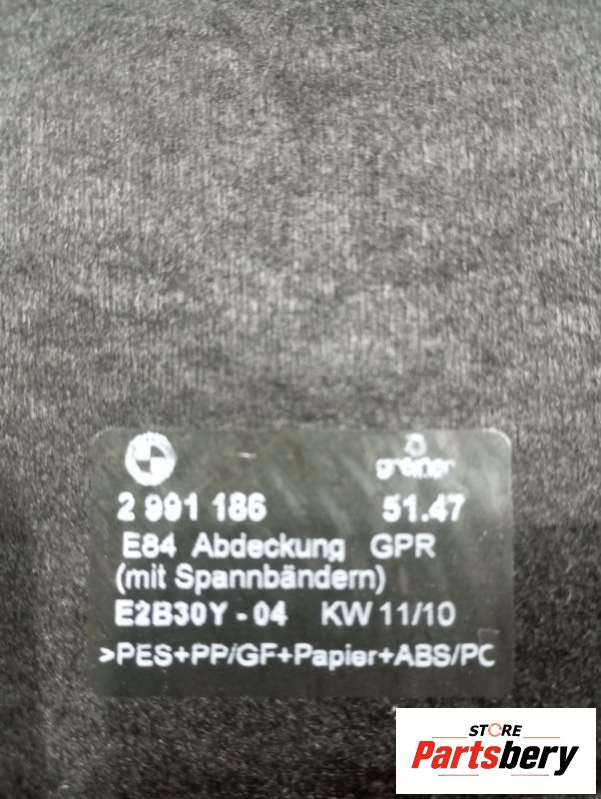 greiner
2 991 186 51.47
E84 Abdeckung GPR
(mit Spannbändern)
E2B30Y - 04 KW 11/10
>PES+PP/GF+Papier+ABS/PC
STORE
Partsbery